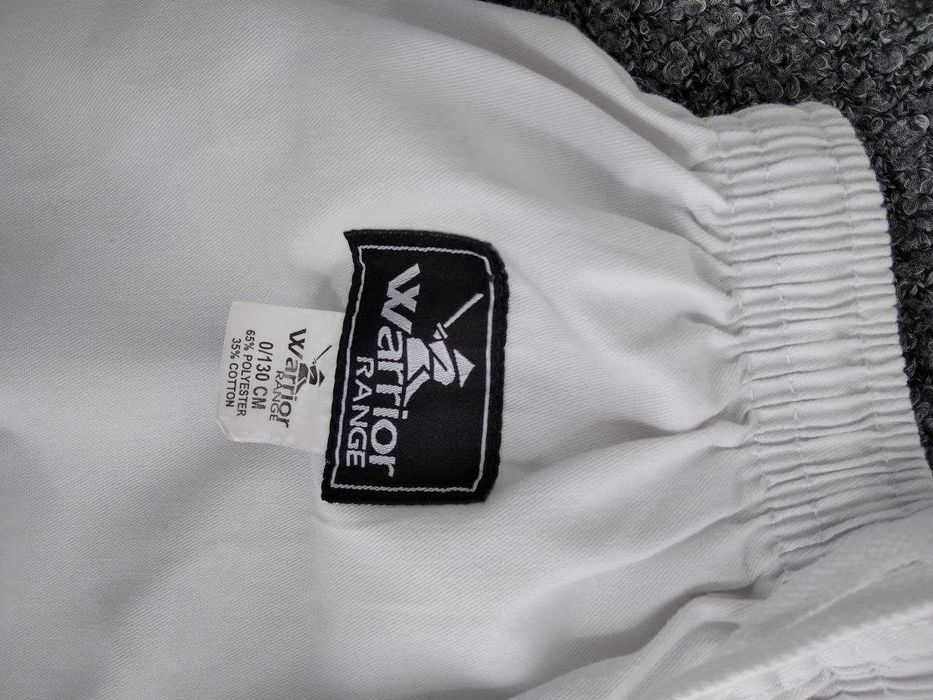 Warrior
RANGE
Warrior
RANGE
0/130 CM
65% POLYESTER
35% COTTON